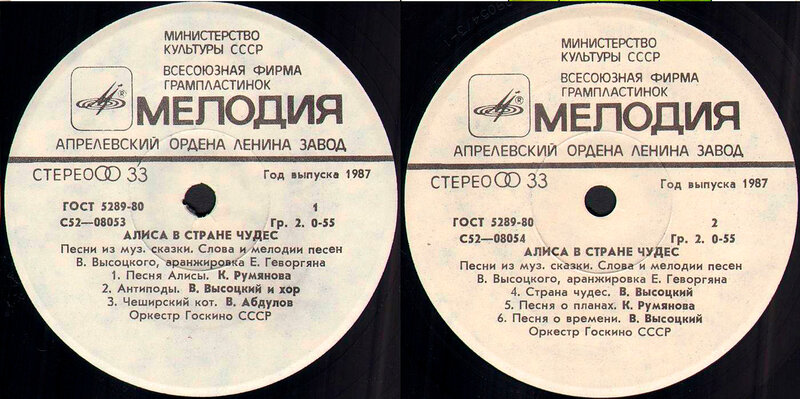 МИНИСТЕРСТВО
КУЛЬТУРЫ СССР
ВСЕСОЮЗНАЯ ФИРМА
ГРАМПЛАСТИНОК
МЕЛОДИЯ
АПРЕЛЕВСКИЙ ОРДЕНА ЛЕНИНА ЗАВОД
СТЕРЕО 33 Год выпуска 1987
ГОСТ 5289-80 1
С52—08053 Гр. 2. 0-55
АЛИСА В СТРАНЕ ЧУДЕС
Песни из муз. сказки. Слова и мелодии песен
В. Высоцкого, аранжировка Е. Геворгяна
1. Песня Алисы. К. Румянова
2. Антиподы. В. Высоцкий и хор
3. Чеширский кот. В. Абдулов
Оркестр Госкино СССР
МИНИСТЕРСТВО
КУЛЬТУРЫ СССР
ВСЕСОЮЗНАЯ ФИРМА
ГРАМПЛАСТИНОК
МЕЛОДИЯ
АПРЕЛЕВСКИЙ ОРДЕНА ЛЕНИНА ЗАВОД
СТЕРЕО 33 Год выпуска 1987
ГОСТ 5289-80 2
С52—08054 Гр. 2. 0-55
АЛИСА В СТРАНЕ ЧУДЕС
Песни из муз. сказки. Слова и мелодии песен
В. Высоцкого, аранжировка Е. Геворгяна
4. Страна чудес. В. Высоцкий
5. Песня о планах. К. Румянова
6. Песня о времени. В. Высоцкий
Оркестр Госкино СССР